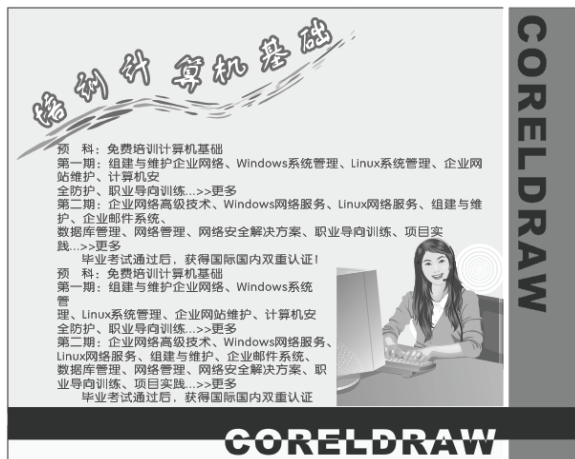 培训计算机基础
预　科：免费培训计算机基础
第一期：组建与维护企业网络、Windows系统管理、Linux系统管理、企业网
站维护、计算机安
全防护、职业导向训练...>>更多
第二期：企业网络高级技术、Windows网络服务、Linux网络服务、组建与维
护、企业邮件系统、
数据库管理、网络管理、网络安全解决方案、职业导向训练、项目实
践...>>更多
毕业考试通过后，获得国际国内双重认证！
预　科：免费培训计算机基础
第一期：组建与维护企业网络、Windows系统
管
理、Linux系统管理、企业网站维护、计算机安
全防护、职业导向训练...>>更多
第二期：企业网络高级技术、Windows网络服务、
Linux网络服务、组建与维护、企业邮件系统、
数据库管理、网络管理、网络安全解决方案、职
业导向训练、项目实践...>>更多
毕业考试通过后，获得国际国内双重认证
CORELDRAW
CORELDRAW